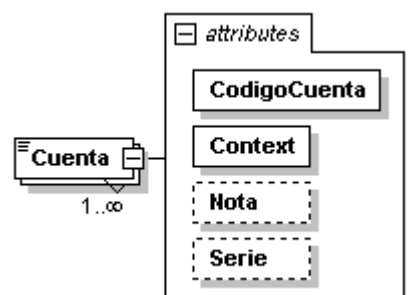 attributes
CodigoCuenta
Cuenta
Context
1..∞
Nota
Serie